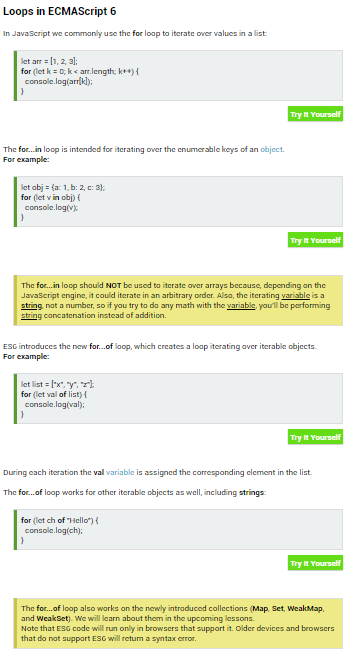 Loops in ECMAScript 6
In JavaScript we commonly use the for loop to iterate over values in a list:
let arr = [1, 2, 3];
for (let k = 0; k < arr.length; k++) {
console.log(arr[k]);
}
Try It Yourself
The for...in loop is intended for iterating over the enumerable keys of an object.
For example:
let obj = {a: 1, b: 2, c: 3};
for (let v in obj) {
console.log(v);
}
Try It Yourself
The for...in loop should NOT be used to iterate over arrays because, depending on the
JavaScript engine, it could iterate in an arbitrary order. Also, the iterating variable is a
string, not a number, so if you try to do any math with the variable, you'll be performing
string concatenation instead of addition.
ES6 introduces the new for...of loop, which creates a loop iterating over iterable objects.
For example:
let list = ["x", "y", "z"];
for (let val of list) {
console.log(val);
}
Try It Yourself
During each iteration the val variable is assigned the corresponding element in the list.
The for...of loop works for other iterable objects as well, including strings:
for (let ch of "Hello") {
console.log(ch);
}
Try It Yourself
The for...of loop also works on the newly introduced collections (Map, Set, WeakMap,
and WeakSet). We will learn about them in the upcoming lessons.
Note that ES6 code will run only in browsers that support it. Older devices and browsers
that do not support ES6 will return a syntax error.